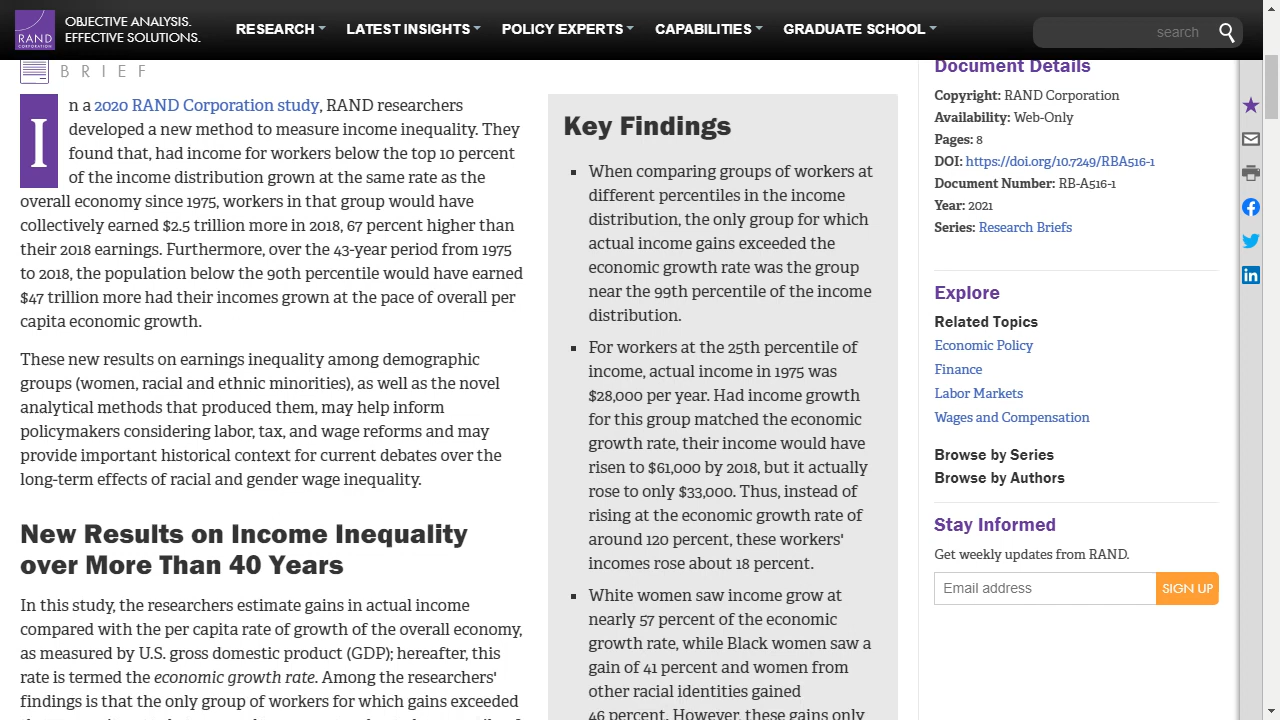 RAND
CORPORATION
OBJECTIVE ANALYSIS.
EFFECTIVE SOLUTIONS.
RESEARCH
LATEST INSIGHTS
POLICY EXPERTS
CAPABILITIES
GRADUATE SCHOOL
search
BRIEF
In a 2020 RAND Corporation study, RAND researchers
developed a new method to measure income inequality. They
found that, had income for workers below the top 10 percent
of the income distribution grown at the same rate as the
overall economy since 1975, workers in that group would have
collectively earned $2.5 trillion more in 2018, 67 percent higher than
their 2018 earnings. Furthermore, over the 43-year period from 1975
to 2018, the population below the 90th percentile would have earned
$47 trillion more had their incomes grown at the pace of overall per
capita economic growth.
These new results on earnings inequality among demographic
groups (women, racial and ethnic minorities), as well as the novel
analytical methods that produced them, may help inform
policymakers considering labor, tax, and wage reforms and may
provide important historical context for current debates over the
long-term effects of racial and gender wage inequality.
New Results on Income Inequality
over More Than 40 Years
In this study, the researchers estimate gains in actual income
compared with the per capita rate of growth of the overall economy,
as measured by U.S. gross domestic product (GDP); hereafter, this
rate is termed the economic growth rate. Among the researchers'
findings is that the only group of workers for which gains exceeded
Key Findings
When comparing groups of workers at
different percentiles in the income
distribution, the only group for which
actual income gains exceeded the
economic growth rate was the group
near the 99th percentile of the income
distribution.
For workers at the 25th percentile of
income, actual income in 1975 was
$28,000 per year. Had income growth
for this group matched the economic
growth rate, their income would have
risen to $61,000 by 2018, but it actually
rose to only $33,000. Thus, instead of
rising at the economic growth rate of
around 120 percent, these workers'
incomes rose about 18 percent.
White women saw income grow at
nearly 57 percent of the economic
growth rate, while Black women saw a
gain of 41 percent and women from
other racial identities gained
46 percent. However, these gains only
Document Details
Copyright: RAND Corporation
Availability: Web-Only
Pages: 8
DOI: https://doi.org/10.7249/RBA516-1
Document Number: RB-A516-1
Year: 2021
Series: Research Briefs
Explore
Related Topics
Economic Policy
Finance
Labor Markets
Wages and Compensation
Browse by Series
Browse by Authors
Stay Informed
Get weekly updates from RAND.
Email address
SIGN UP